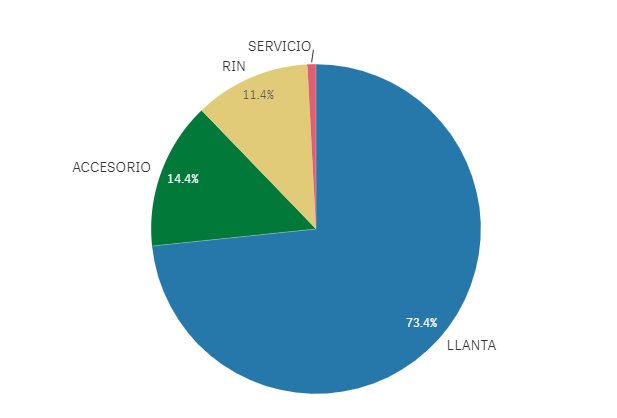 SERVICIO
RIN
11.4%
ACCESORIO
14.4%
73.4%
LLANTA